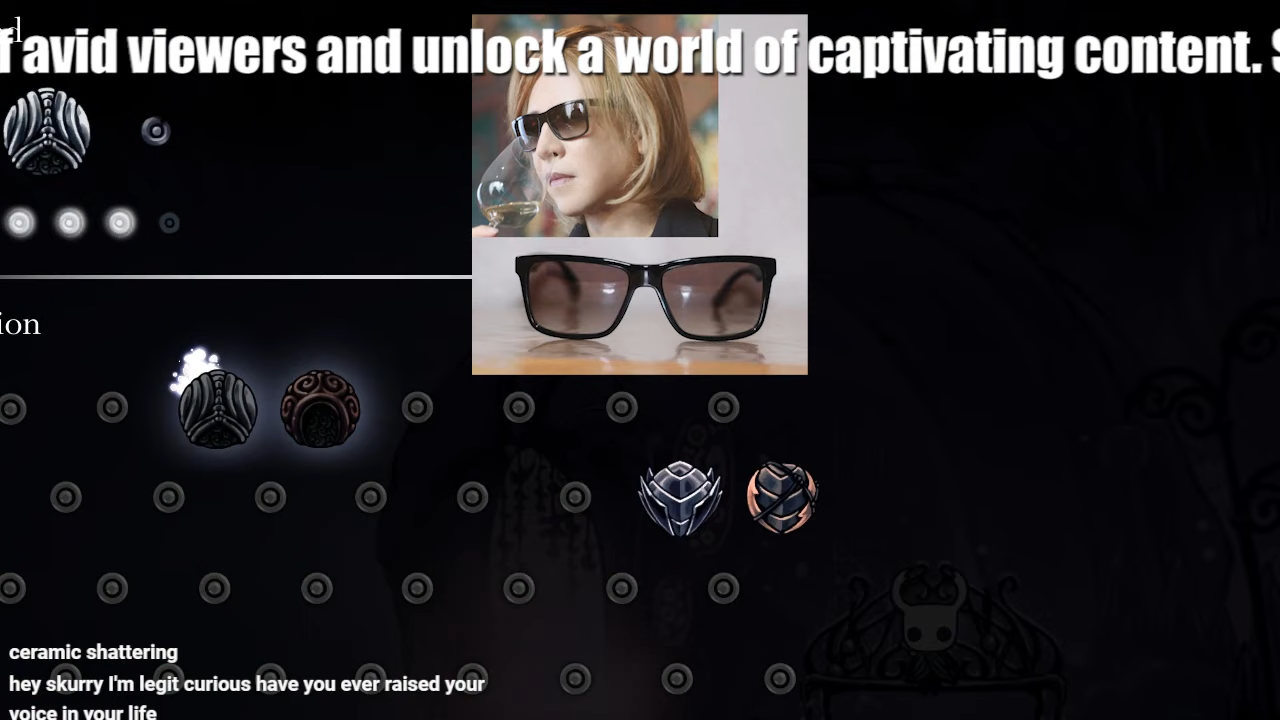 d
f avid viewers and unlock a world of captivating content. S
ion
ceramic shattering
hey skurry I'm legit curious have you ever raised your
voice in your life